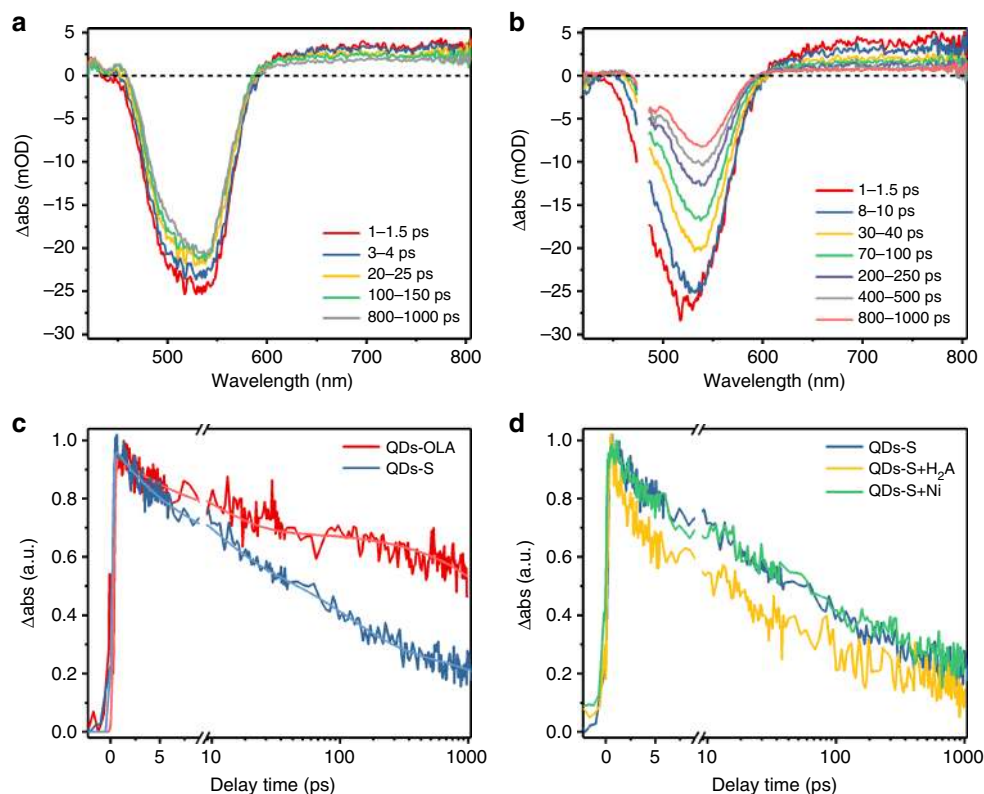 a
5
0
−5
−10
−15
−20
−25
−30
Δabs (mOD)
1–1.5 ps
3–4 ps
20–25 ps
100–150 ps
800–1000 ps
500
600
700
800
Wavelength (nm)
b
5
0
−5
−10
−15
−20
−25
−30
Δabs (mOD)
1–1.5 ps
8–10 ps
30–40 ps
70–100 ps
200–250 ps
400–500 ps
800–1000 ps
500
600
700
800
Wavelength (nm)
c
1.0
0.8
0.6
0.4
0.2
0.0
Δabs (a.u.)
QDs-OLA
QDs-S
0
5
10
100
1000
Delay time (ps)
d
1.0
0.8
0.6
0.4
0.2
0.0
Δabs (a.u.)
QDs-S
QDs-S+H₂A
QDs-S+Ni
0
5
10
100
1000
Delay time (ps)